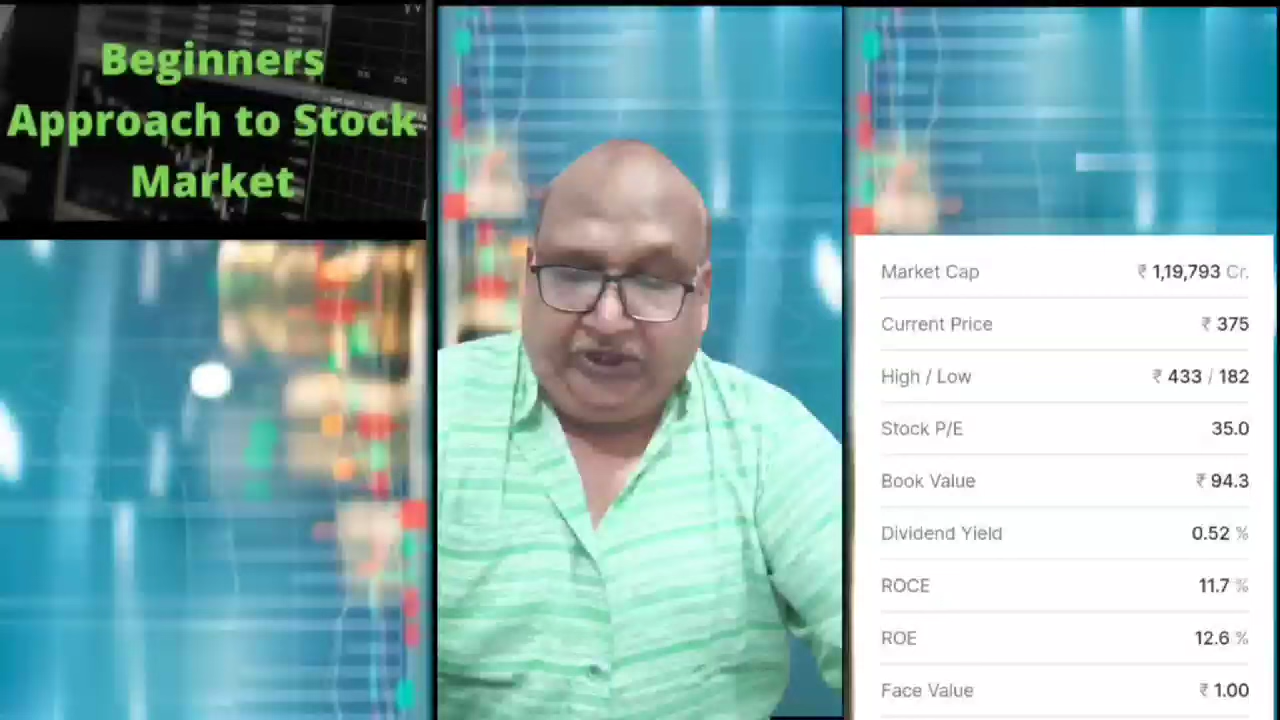 Beginners
Approach to Stock
Market
Market Cap ₹ 1,19,793 Cr.
Current Price ₹ 375
High / Low ₹ 433 / 182
Stock P/E 35.0
Book Value ₹ 94.3
Dividend Yield 0.52 %
ROCE 11.7 %
ROE 12.6 %
Face Value ₹ 1.00